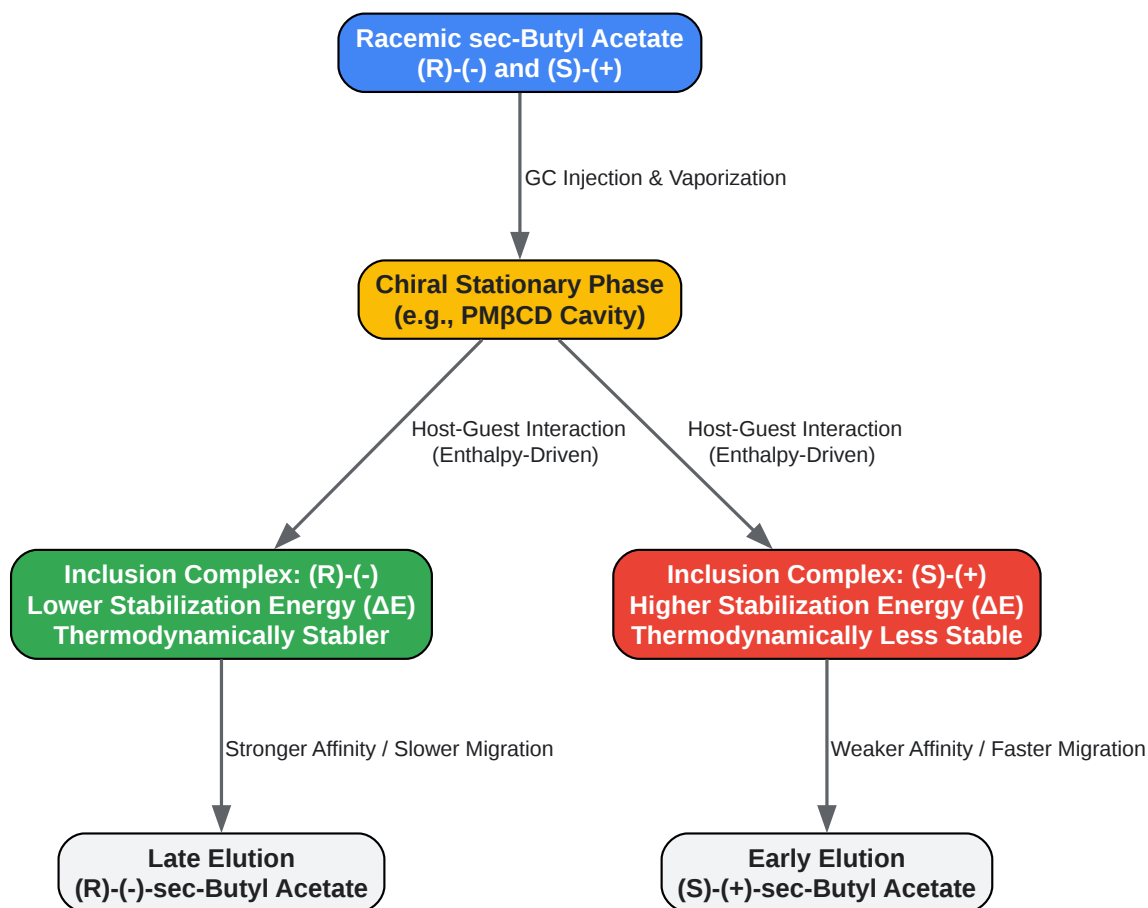 Racemic sec-Butyl Acetate
(R)-(-) and (S)-(+)
GC Injection & Vaporization
Chiral Stationary Phase
(e.g., PMβCD Cavity)
Host-Guest Interaction
(Enthalpy-Driven)
Host-Guest Interaction
(Enthalpy-Driven)
Inclusion Complex: (R)-(-)
Lower Stabilization Energy (ΔE)
Thermodynamically Stabler
Inclusion Complex: (S)-(+)
Higher Stabilization Energy (ΔE)
Thermodynamically Less Stable
Stronger Affinity / Slower Migration
Weaker Affinity / Faster Migration
Late Elution
(R)-(-)-sec-Butyl Acetate
Early Elution
(S)-(+)-sec-Butyl Acetate